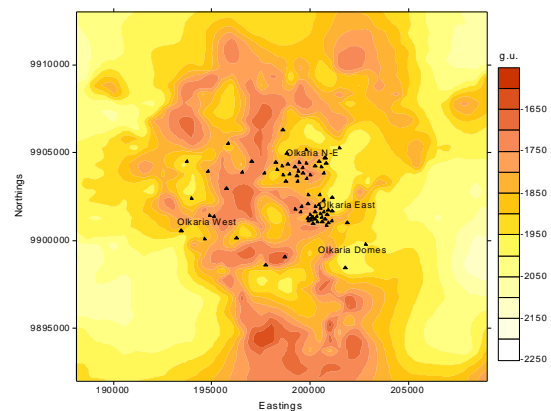 g.u.
9910000
9905000
9900000
9895000
Northings
Olkaria N-E
Olkaria East
Olkaria West
Olkaria Domes
-1650
-1750
-1850
-1950
-2050
-2150
-2250
190000
195000
200000
205000
Eastings